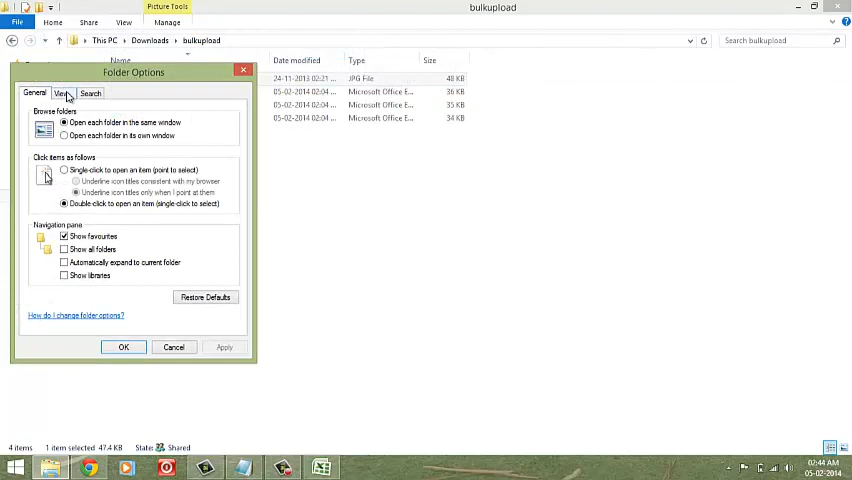 Picture Tools
bulkupload
File Home Share View Manage
This PC Downloads bulkupload
Search bulkupload
Name Date modified Type Size
24-11-2013 02:21 ... JPG File 48 KB
05-02-2014 02:04 ... Microsoft Office E... 36 KB
05-02-2014 02:04 ... Microsoft Office E... 35 KB
05-02-2014 02:04 ... Microsoft Office E... 34 KB
Folder Options
General View Search
Browse folders
Open each folder in the same window
Open each folder in its own window
Click items as follows
Single-click to open an item (point to select)
Underline icon titles consistent with my browser
Underline icon titles only when I point at them
Double-click to open an item (single-click to select)
Navigation pane
Show favourites
Show all folders
Automatically expand to current folder
Show libraries
Restore Defaults
How do I change folder options?
OK Cancel Apply
4 items 1 item selected 47.4 KB State: Shared
02:44 AM
05-02-2014